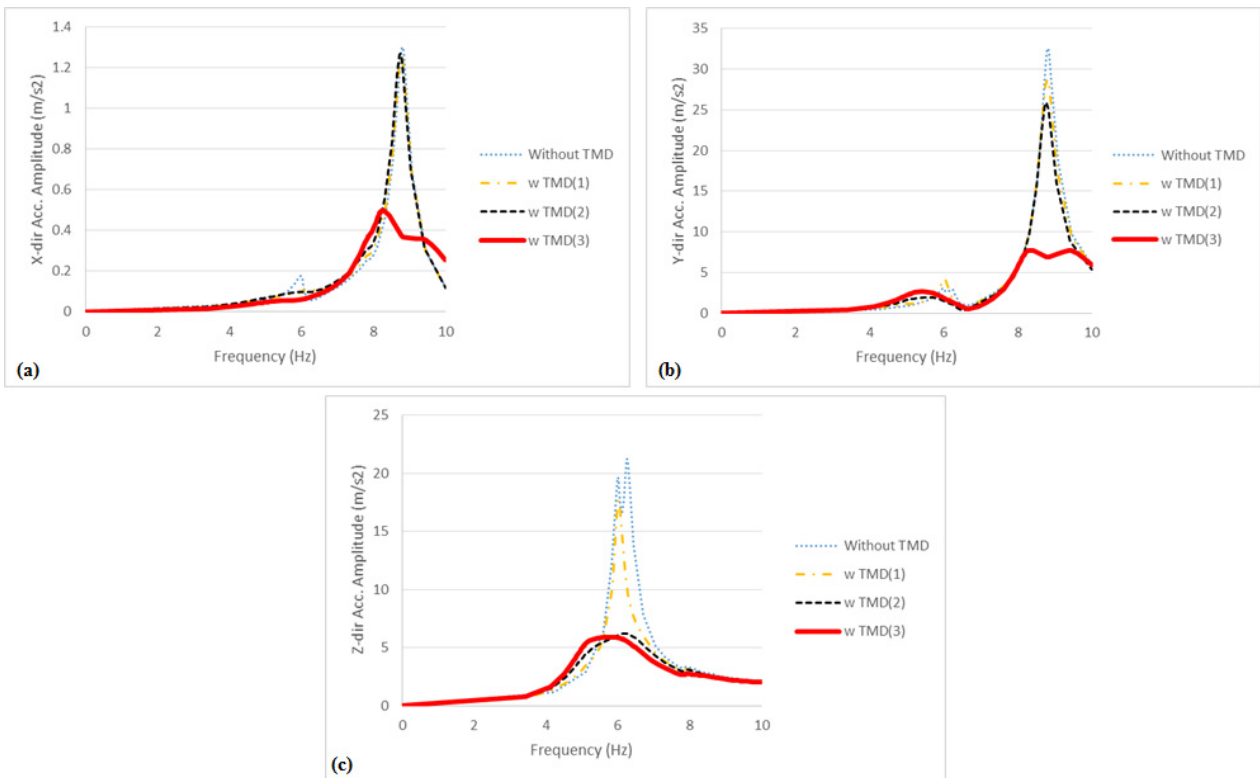 1.4
1.2
1
0.8
0.6
0.4
0.2
0
X-dir Acc. Amplitude (m/s2)
0 2 4 6 8 10
Frequency (Hz)
Without TMD
w TMD(1)
w TMD(2)
w TMD(3)
(a)
35
30
25
20
15
10
5
0
Y-dir Acc. Amplitude (m/s2)
0 2 4 6 8 10
Frequency (Hz)
Without TMD
w TMD(1)
w TMD(2)
w TMD(3)
(b)
25
20
15
10
5
0
Z-dir Acc. Amplitude (m/s2)
0 2 4 6 8 10
Frequency (Hz)
Without TMD
w TMD(1)
w TMD(2)
w TMD(3)
(c)